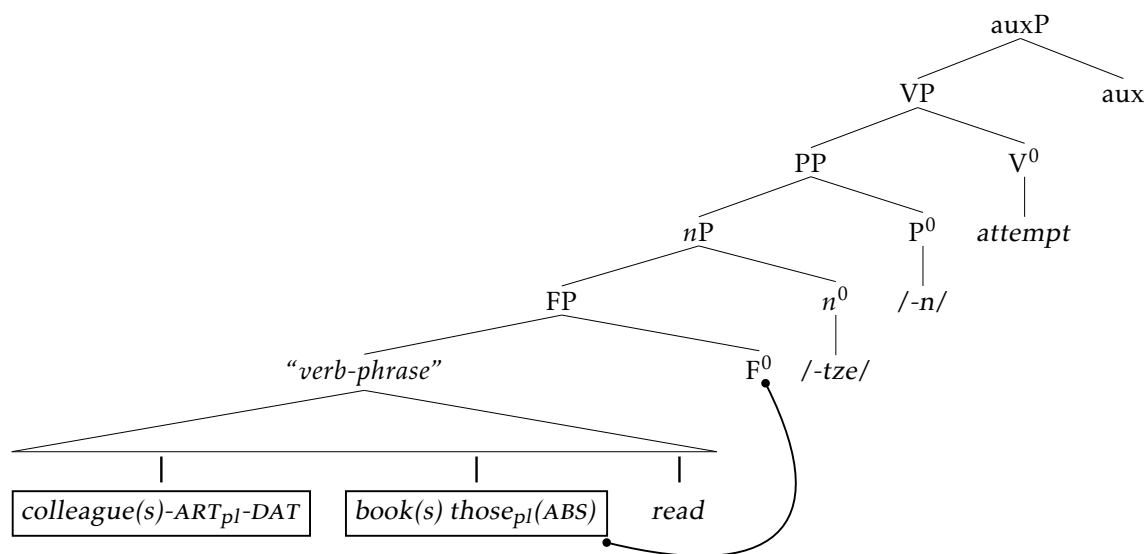 auxP
VP aux
PP V⁰
nP P⁰ attempt
FP n⁰ /-n/
“verb-phrase” F⁰ /-tze/
colleague(s)-ARTpl-DAT book(s) thosepl(ABS) read